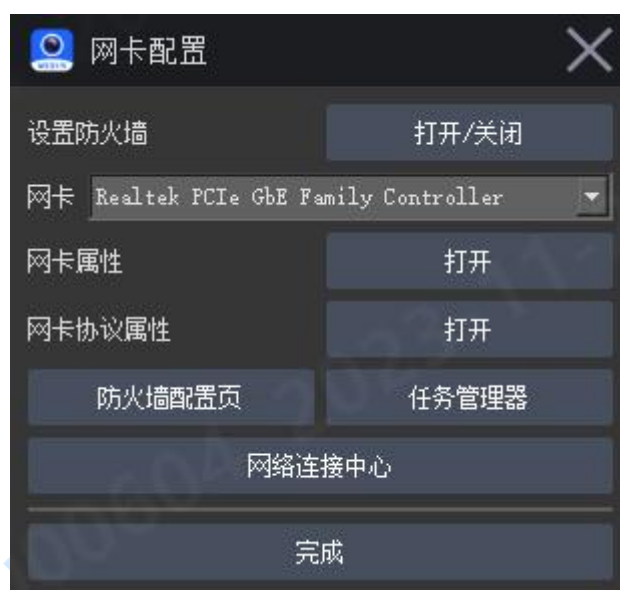 网卡配置
设置防火墙 打开/关闭
网卡 Realtek PCIe GbE Family Controller
网卡属性 打开
网卡协议属性 打开
防火墙配置页 任务管理器
网络连接中心
完成